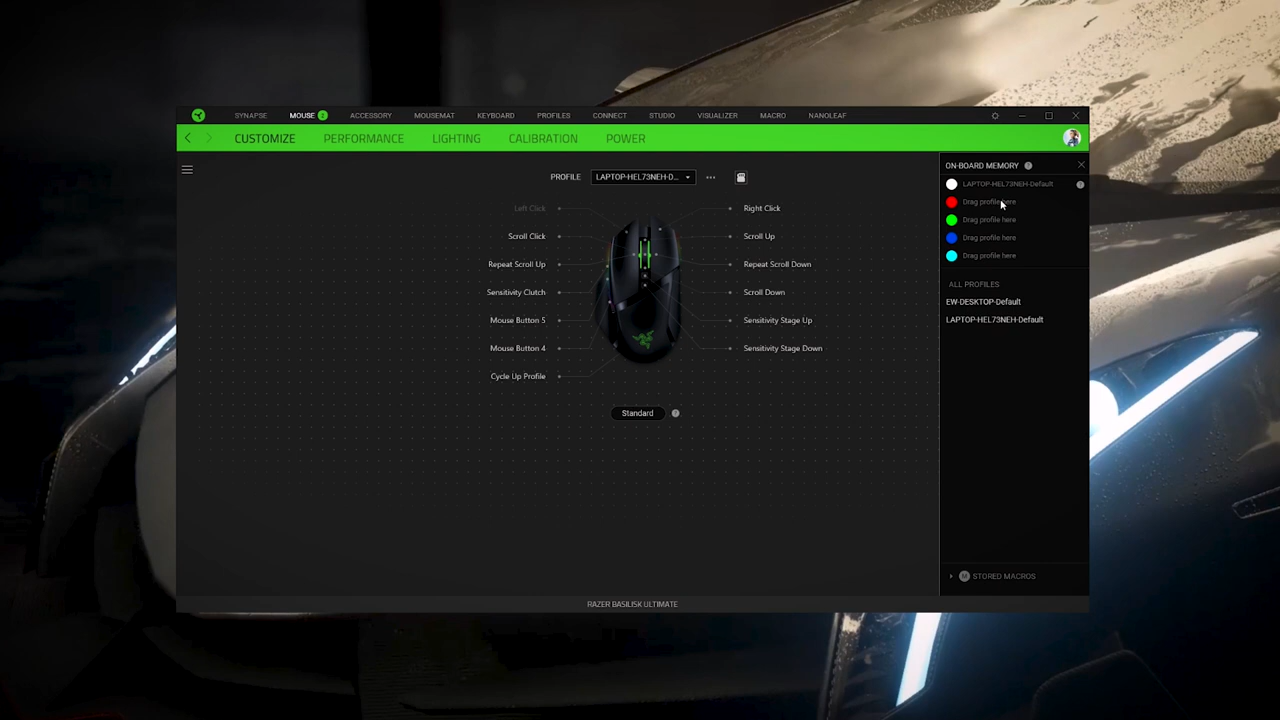 SYNAPSE MOUSE 2 ACCESSORY MOUSEMAT KEYBOARD PROFILES CONNECT STUDIO VISUALIZER MACRO NANOLEAF
CUSTOMIZE PERFORMANCE LIGHTING CALIBRATION POWER
PROFILE LAPTOP-HEL73NEH-D...
Left Click
Scroll Click
Repeat Scroll Up
Sensitivity Clutch
Mouse Button 5
Mouse Button 4
Cycle Up Profile
Right Click
Scroll Up
Repeat Scroll Down
Scroll Down
Sensitivity Stage Up
Sensitivity Stage Down
Standard ?
ON-BOARD MEMORY ?
LAPTOP-HEL73NEH-Default ?
Drag profile here
Drag profile here
Drag profile here
Drag profile here
ALL PROFILES
EW-DESKTOP-Default
LAPTOP-HEL73NEH-Default
M STORED MACROS
RAZER BASILISK ULTIMATE